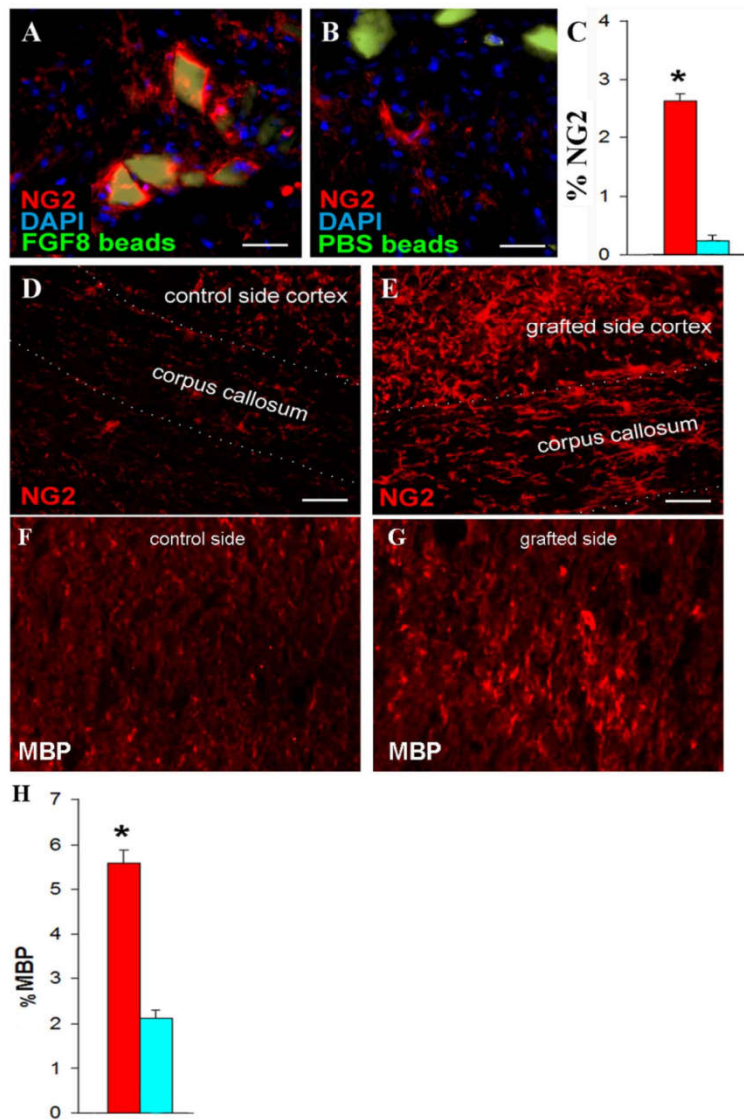 A
NG2
DAPI
FGF8 beads
B
NG2
DAPI
PBS beads
C
% NG2
4
3
2
1
0
*
D
control side cortex
corpus callosum
NG2
E
grafted side cortex
corpus callosum
NG2
F
control side
MBP
G
grafted side
MBP
H
%MBP
7
6
5
4
3
2
1
0
*